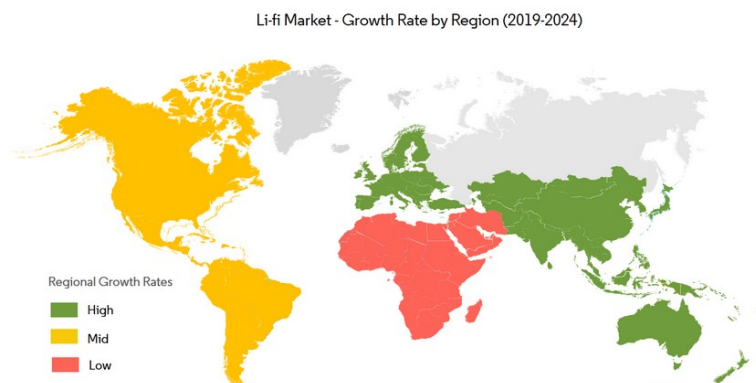 Li-fi Market - Growth Rate by Region (2019-2024)
Regional Growth Rates
High
Mid
Low